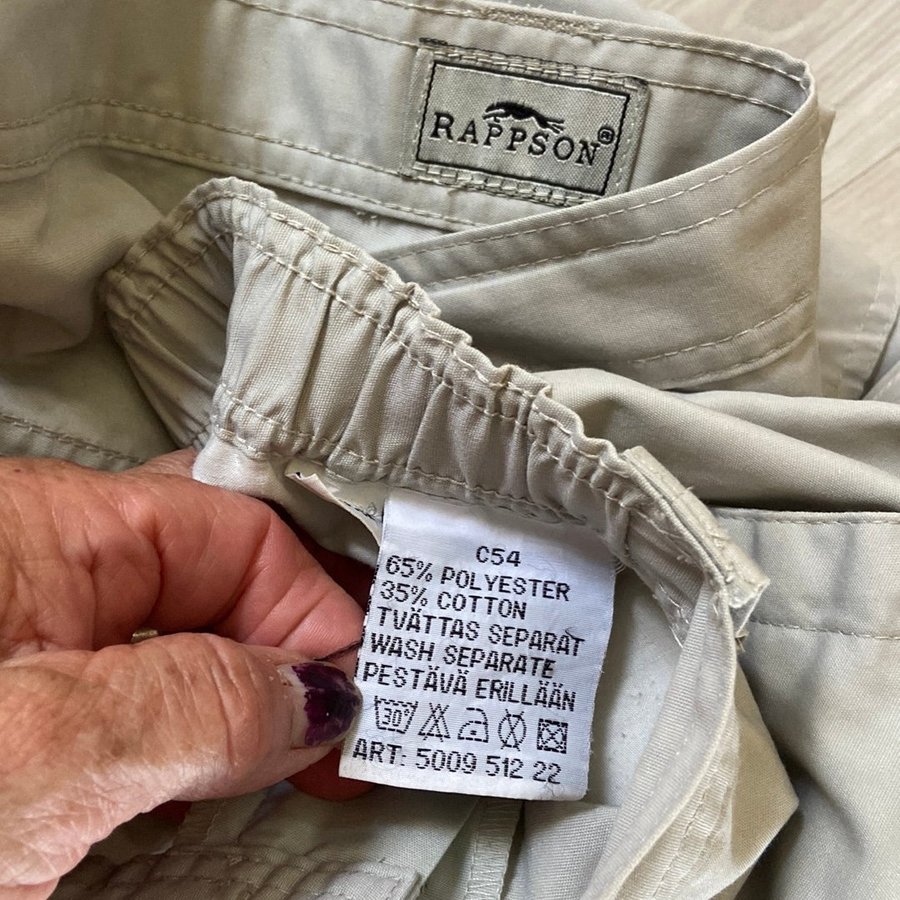 RAPPSON®
C54
65% POLYESTER
35% COTTON
TVÄTTAS SEPARAT
WASH SEPARATE
PESTÄVÄ ERILLÄÄN
30°
ART: 5009 512 22